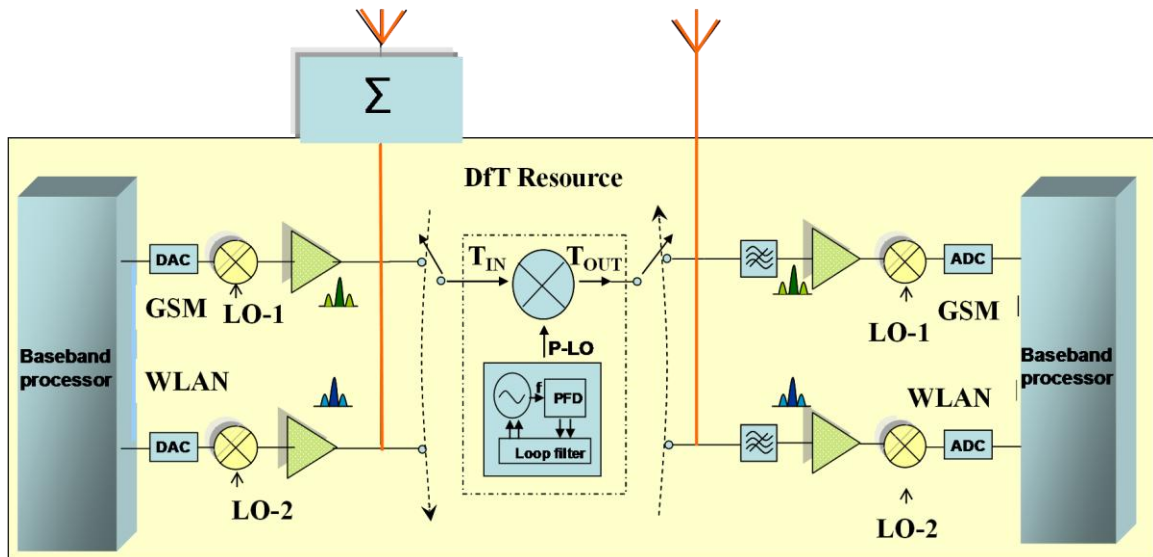 Σ
DfT Resource
DAC
GSM
LO-1
Baseband
processor
WLAN
DAC
LO-2
T_IN
T_OUT
P-LO
f
PFD
Loop filter
ADC
GSM
LO-1
Baseband
processor
WLAN
ADC
LO-2